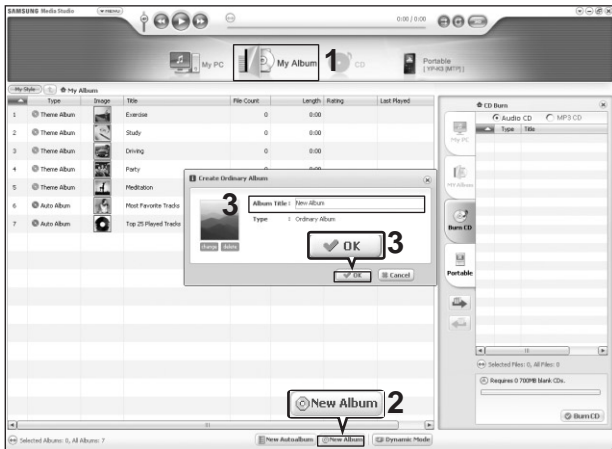 SAMSUNG Media Studio
MENU
0:00 / 0:00
My PC
My Album
1
CD
Portable
[ YP-K3 (MTP) ]
My Style
My Album
Type Image Title File Count Length Rating Last Played
1 Theme Album Exercise 0 0:00
2 Theme Album Study 0 0:00
3 Theme Album Driving 0 0:00
4 Theme Album Party
5 Theme Album Meditation
6 Auto Album Most Favorite Tracks
7 Auto Album Top 25 Played Tracks
Create Ordinary Album
3
Album Title : New Album
Type : Ordinary Album
change delete
OK
3
OK Cancel
New Album
2
Selected Albums: 0, All Albums: 7
New Autoalbum New Album Dynamic Mode
CD Burn
Audio CD MP3 CD
Type Title
My PC
My Album
Burn CD
Portable
Selected Files: 0, All Files: 0
Requires 0 700MB blank CDs.
Burn CD